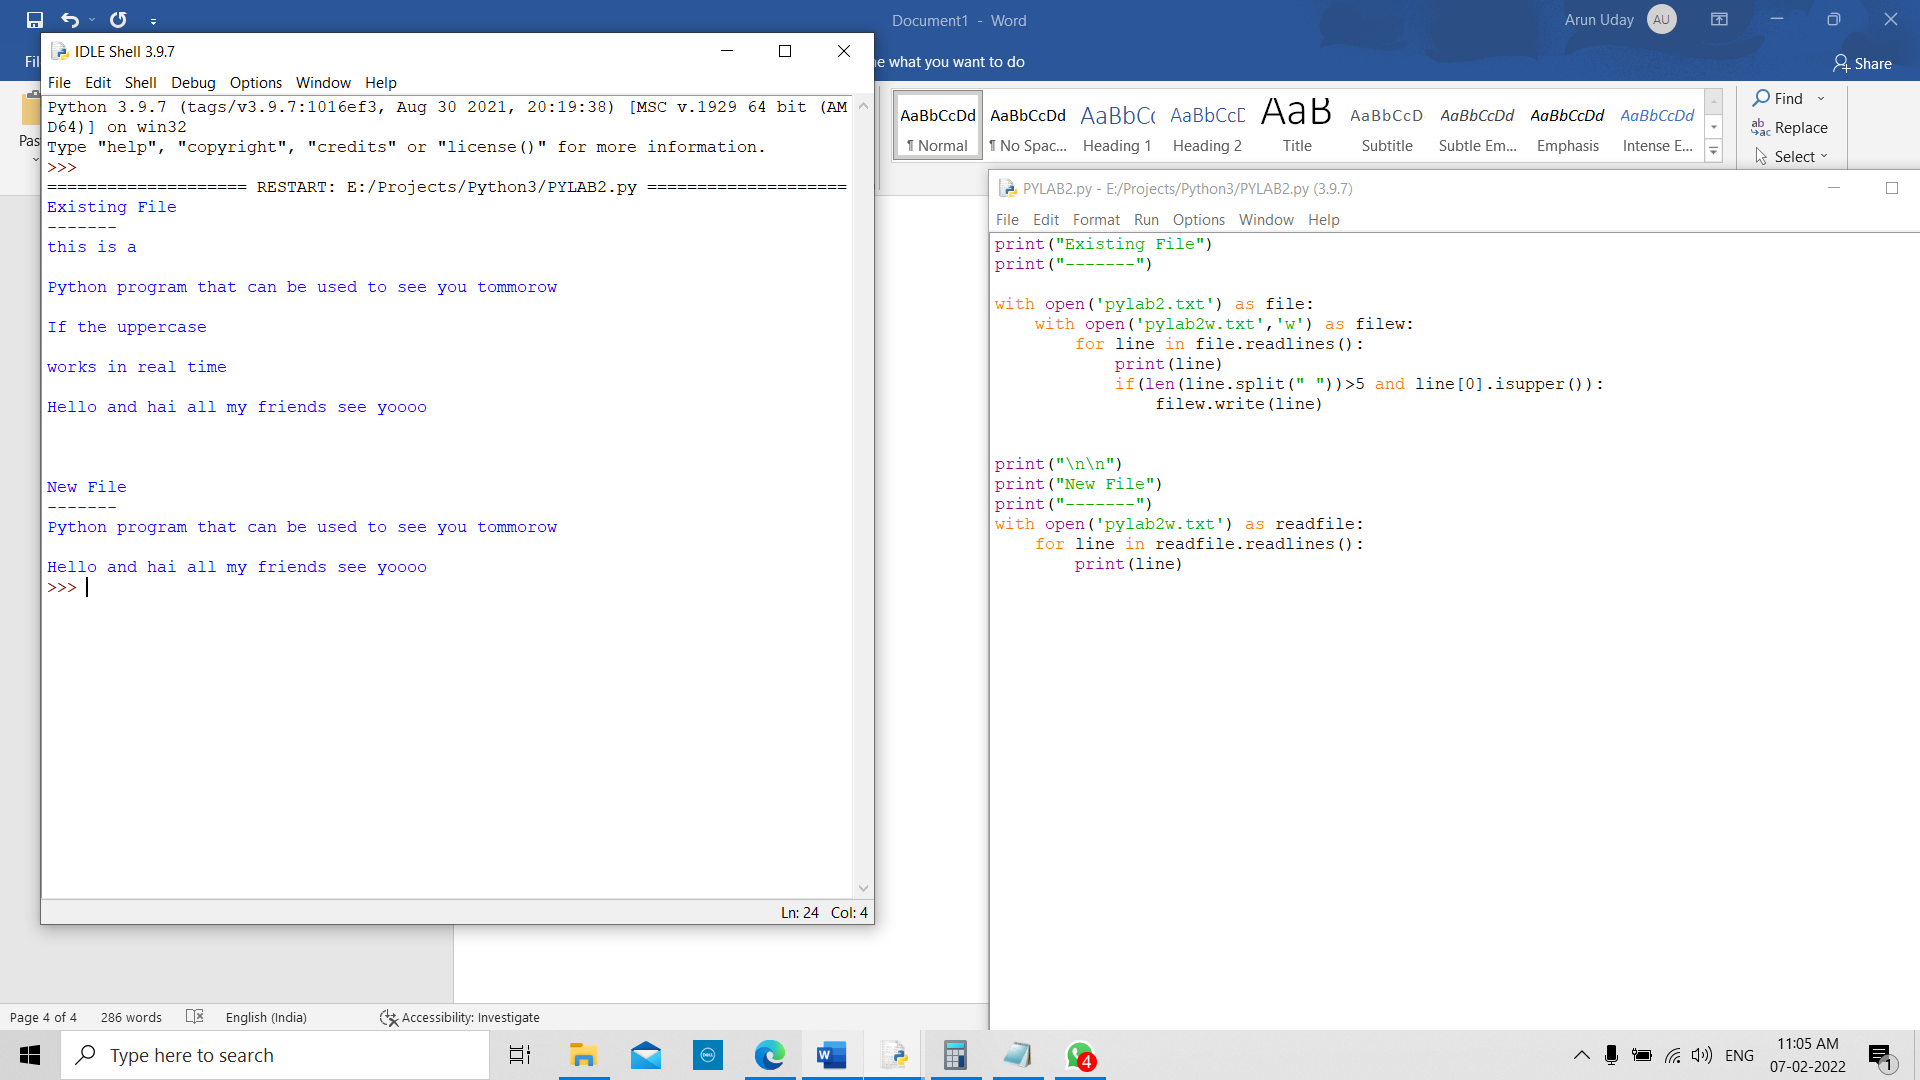 Document1 - Word
Arun Uday AU
IDLE Shell 3.9.7
Fil
e what you want to do
Share
File Edit Shell Debug Options Window Help
Python 3.9.7 (tags/v3.9.7:1016ef3, Aug 30 2021, 20:19:38) [MSC v.1929 64 bit (AM
D64)] on win32
Type "help", "copyright", "credits" or "license()" for more information.
>>>
==================== RESTART: E:/Projects/Python3/PYLAB2.py ====================
Existing File
-------
this is a
Python program that can be used to see you tommorow
If the uppercase
works in real time
Hello and hai all my friends see yoooo
New File
-------
Python program that can be used to see you tommorow
Hello and hai all my friends see yoooo
>>>
Ln: 24 Col: 4
Pas
AaBbCcDd AaBbCcDd AaBbCc AaBbCcD AaB AaBbCcD AaBbCcDd AaBbCcDd AaBbCcDd
¶ Normal ¶ No Spac... Heading 1 Heading 2 Title Subtitle Subtle Em... Emphasis Intense E...
Find
Replace
Select
PYLAB2.py - E:/Projects/Python3/PYLAB2.py (3.9.7)
File Edit Format Run Options Window Help
print("Existing File")
print("-------")
with open('pylab2.txt') as file:
with open('pylab2w.txt','w') as filew:
for line in file.readlines():
print(line)
if(len(line.split(" "))>5 and line[0].isupper()):
filew.write(line)
print("\n\n")
print("New File")
print("-------")
with open('pylab2w.txt') as readfile:
for line in readfile.readlines():
print(line)
Page 4 of 4 286 words English (India) Accessibility: Investigate
Type here to search
DELL
W
4
ENG
11:05 AM
07-02-2022
1